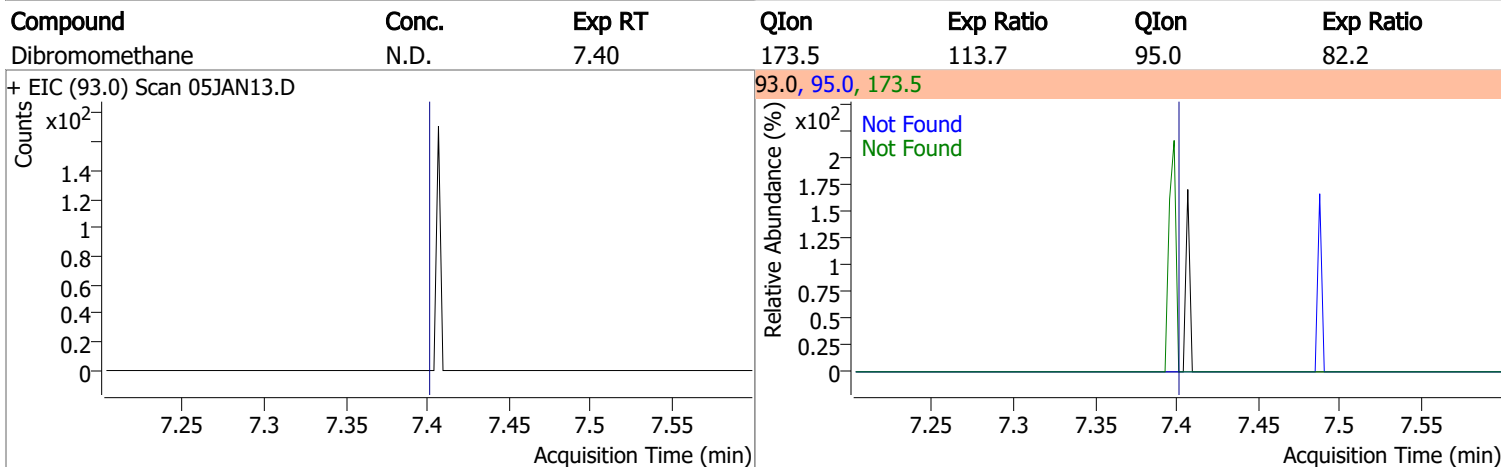 Compound Conc. Exp RT QIon Exp Ratio QIon Exp Ratio
Dibromomethane N.D. 7.40 173.5 113.7 95.0 82.2
+ EIC (93.0) Scan 05JAN13.D
Counts
x10²
1.4
1.2
1
0.8
0.6
0.4
0.2
0
7.25 7.3 7.35 7.4 7.45 7.5 7.55
Acquisition Time (min)
93.0, 95.0, 173.5
Relative Abundance (%)
x10²
Not Found
Not Found
2
1.75
1.5
1.25
1
0.75
0.5
0.25
0
7.25 7.3 7.35 7.4 7.45 7.5 7.55
Acquisition Time (min)